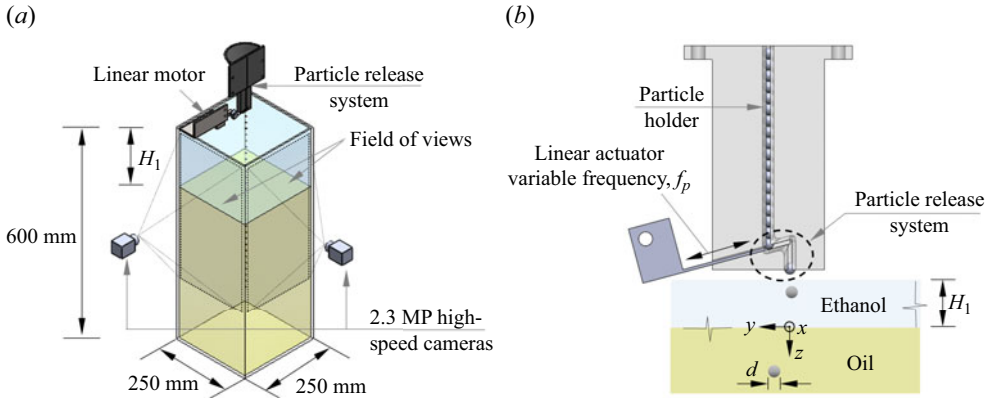 (a)
Linear motor
Particle release
system
H1
Field of views
600 mm
2.3 MP high-
speed cameras
250 mm
250 mm
(b)
Particle
holder
Linear actuator
variable frequency, fp
Particle release
system
Ethanol
H1
y
x
z
d
Oil